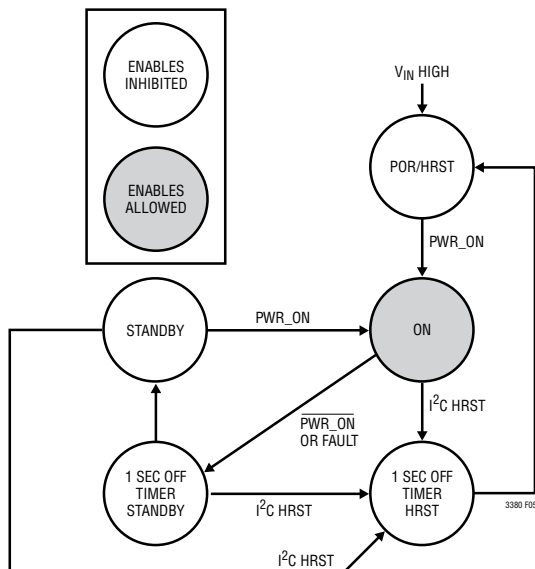 ENABLES
INHIBITED
ENABLES
ALLOWED
V_IN HIGH
POR/HRST
PWR_ON
STANDBY
PWR_ON
ON
I²C HRST
PWR_ON
OR FAULT
1 SEC OFF
TIMER
STANDBY
I²C HRST
1 SEC OFF
TIMER
HRST
3380 F05
I²C HRST